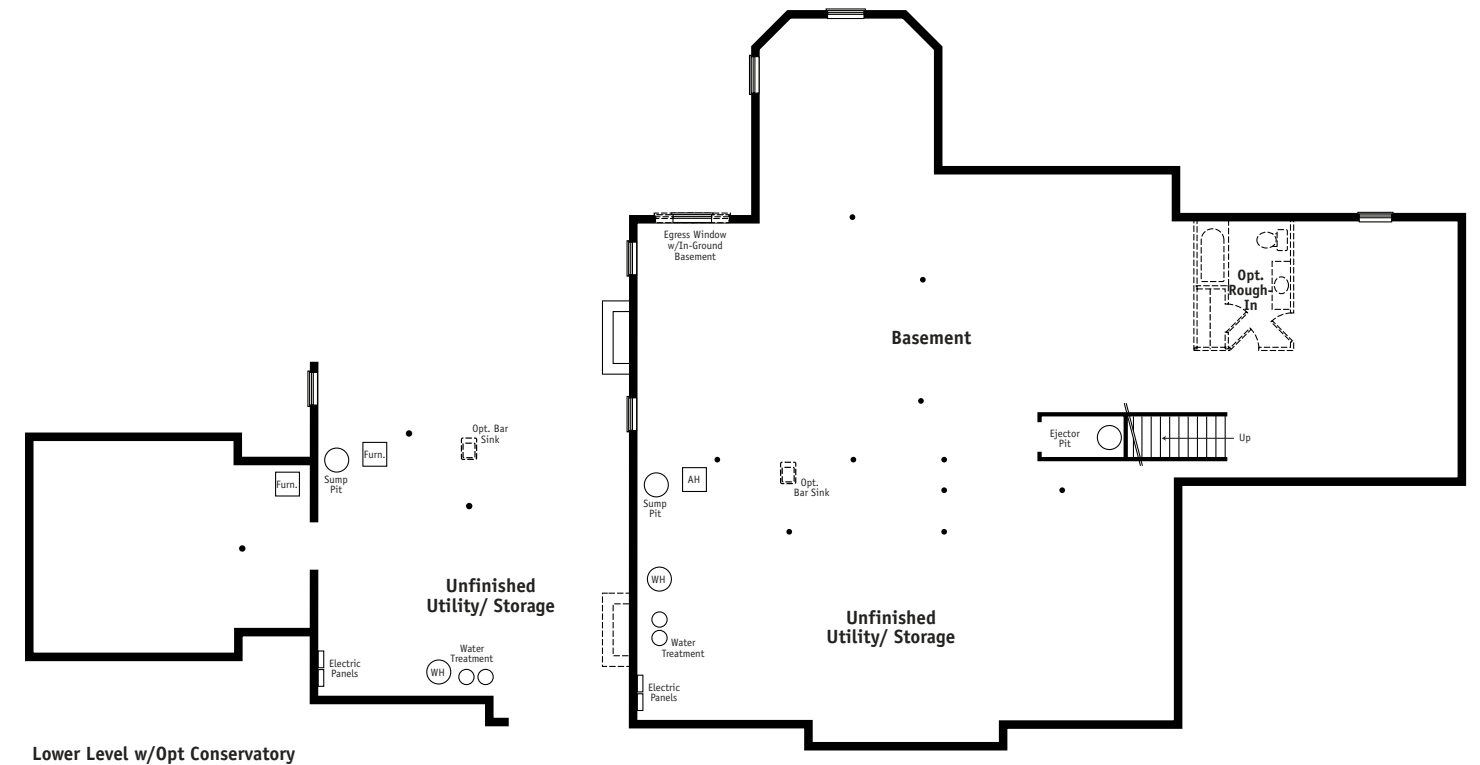 Egress Window
w/In-Ground
Basement
Opt.
Rough-
In
Basement
Opt. Bar
Sink
Furn.
Furn.
Sump
Pit
Ejector
Pit
Up
AH
Sump
Pit
Opt.
Bar Sink
Unfinished
Utility/ Storage
WH
Unfinished
Utility/ Storage
Water
Treatment
Water
Treatment
WH
Electric
Panels
Electric
Panels
Lower Level w/Opt Conservatory